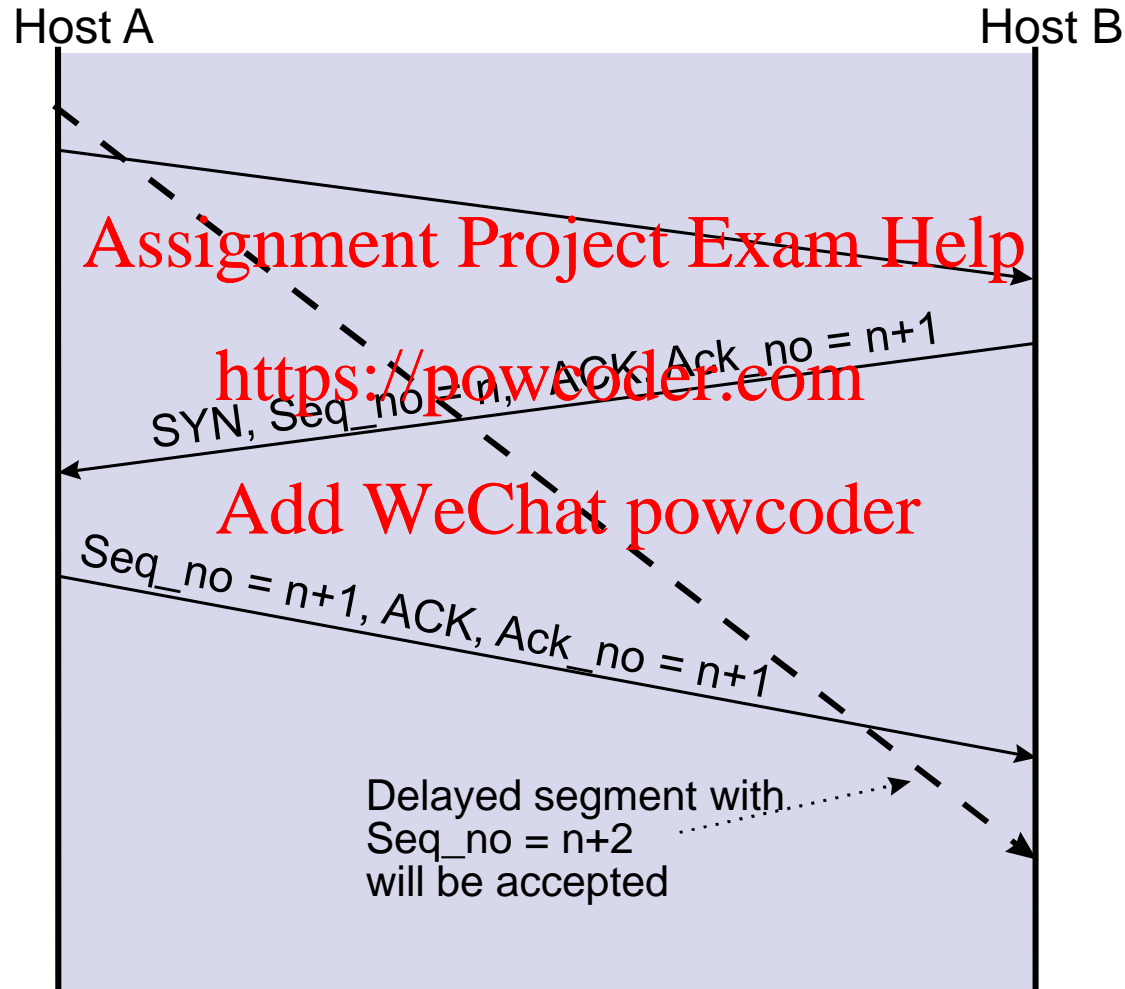 Host A
Host B
Assignment Project Exam Help
SYN, Seq_no = n, ACK, Ack_no = n+1
https://powcoder.com
Add WeChat powcoder
Seq_no = n+1, ACK, Ack_no = n+1
Delayed segment with
Seq_no = n+2
will be accepted